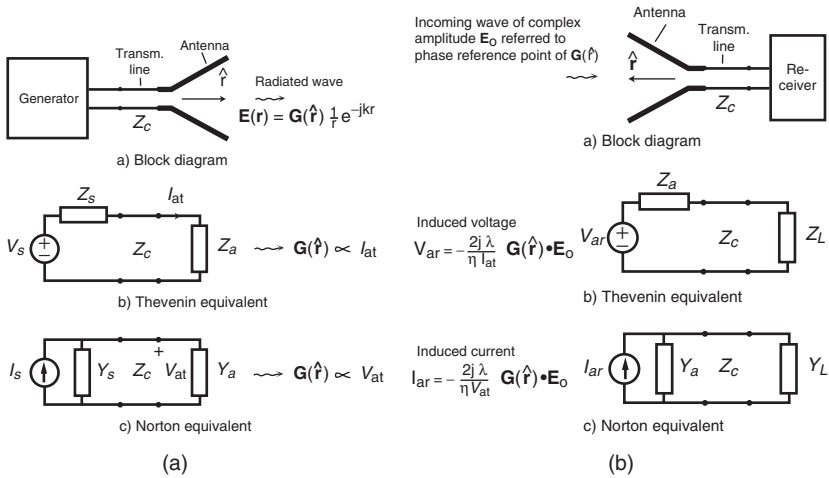 Generator
Transm.
line
Antenna
r̂
Z_c
Radiated wave
E(r) = G(r̂) 1/r e^−jkr
a) Block diagram
Z_s
I_at
V_s
Z_c
Z_a
G(r̂) ∝ I_at
b) Thevenin equivalent
I_s
Y_s
Z_c
+
V_at
Y_a
G(r̂) ∝ V_at
c) Norton equivalent
(a)
Incoming wave of complex
amplitude E_o referred to
phase reference point of G(r̂)
Antenna
r̂
Transm.
line
Z_c
Re-
ceiver
a) Block diagram
Induced voltage
V_ar = − 2j λ / η I_at G(r̂)•E_o
Z_a
V_ar
Z_c
Z_L
b) Thevenin equivalent
Induced current
I_ar = − 2j λ / η V_at G(r̂)•E_o
I_ar
Y_a
Z_c
Y_L
c) Norton equivalent
(b)